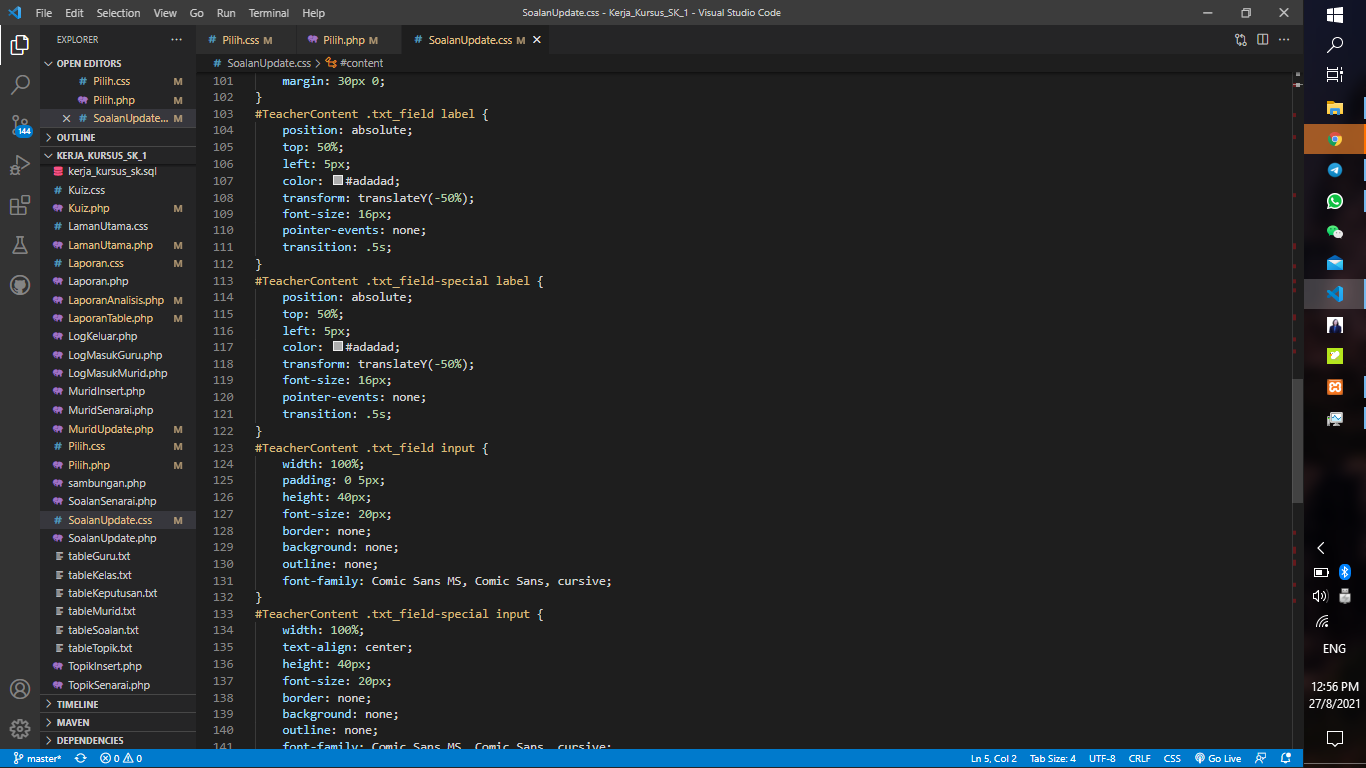 File Edit Selection View Go Run Terminal Help
SoalanUpdate.css - Kerja_Kursus_SK_1 - Visual Studio Code
EXPLORER
OPEN EDITORS
Pilih.css M
Pilih.php M
SoalanUpdate... M
OUTLINE
KERJA_KURSUS_SK_1
kerja_kursus_sk.sql
Kuiz.css
Kuiz.php M
LamanUtama.css
LamanUtama.php M
Laporan.css M
Laporan.php
LaporanAnalisis.php M
LaporanTable.php M
LogKeluar.php
LogMasukGuru.php
LogMasukMurid.php
MuridInsert.php
MuridSenarai.php
MuridUpdate.php M
Pilih.css M
Pilih.php M
sambungan.php
SoalanSenarai.php
SoalanUpdate.css M
SoalanUpdate.php
tableGuru.txt
tableKelas.txt
tableKeputusan.txt
tableMurid.txt
tableSoalan.txt
tableTopik.txt
TopikInsert.php
TopikSenarai.php
TIMELINE
MAVEN
DEPENDENCIES
144
Pilih.css M
Pilih.php M
SoalanUpdate.css M
SoalanUpdate.css > #content
101 margin: 30px 0;
102 }
103 #TeacherContent .txt_field label {
104 position: absolute;
105 top: 50%;
106 left: 5px;
107 color: #adadad;
108 transform: translateY(-50%);
109 font-size: 16px;
110 pointer-events: none;
111 transition: .5s;
112 }
113 #TeacherContent .txt_field-special label {
114 position: absolute;
115 top: 50%;
116 left: 5px;
117 color: #adadad;
118 transform: translateY(-50%);
119 font-size: 16px;
120 pointer-events: none;
121 transition: .5s;
122 }
123 #TeacherContent .txt_field input {
124 width: 100%;
125 padding: 0 5px;
126 height: 40px;
127 font-size: 20px;
128 border: none;
129 background: none;
130 outline: none;
131 font-family: Comic Sans MS, Comic Sans, cursive;
132 }
133 #TeacherContent .txt_field-special input {
134 width: 100%;
135 text-align: center;
136 height: 40px;
137 font-size: 20px;
138 border: none;
139 background: none;
140 outline: none;
141 font-family: Comic Sans MS, Comic Sans, cursive;
master* 0 0
Ln 5, Col 2 Tab Size: 4 UTF-8 CRLF CSS Go Live
ENG
12:56 PM
27/8/2021